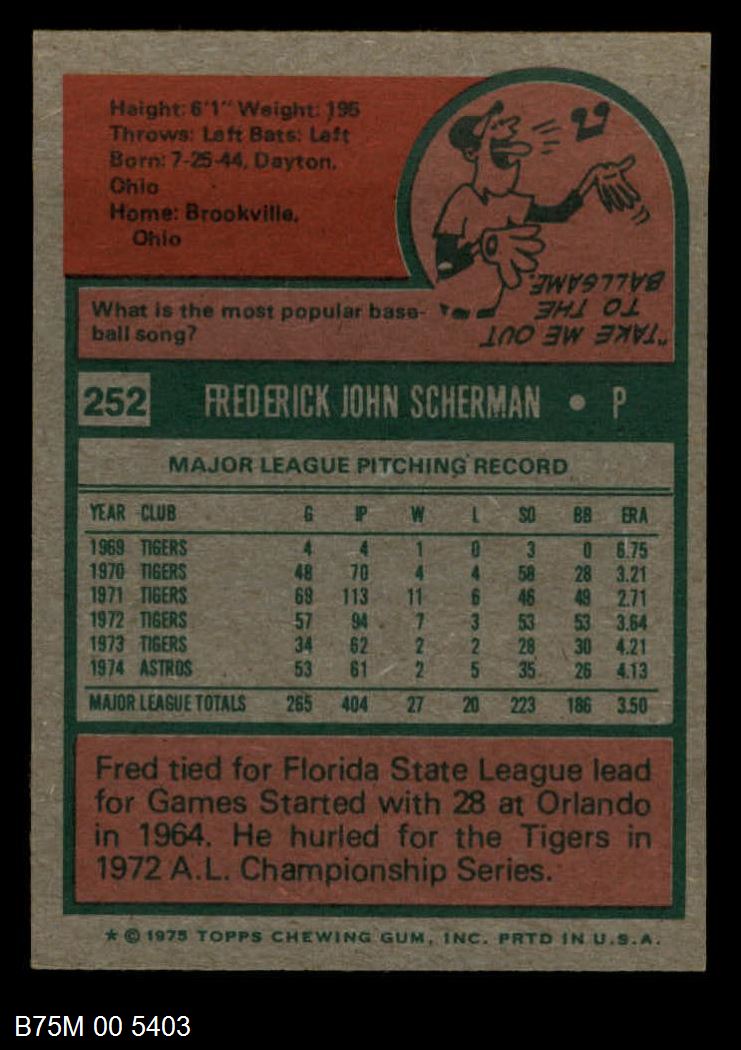 Height: 6'1" Weight: 195
Throws: Left Bats: Left
Born: 7-25-44, Dayton,
Ohio
Home: Brookville,
Ohio
What is the most popular base-
ball song?
"TAKE ME OUT
TO THE
BALLGAME.
252 FREDERICK JOHN SCHERMAN • P
MAJOR LEAGUE PITCHING RECORD
YEAR CLUB G IP W L SO BB ERA
1969 TIGERS 4 4 1 0 3 0 6.75
1970 TIGERS 48 70 4 4 58 28 3.21
1971 TIGERS 69 113 11 6 46 49 2.71
1972 TIGERS 57 94 7 3 53 53 3.64
1973 TIGERS 34 62 2 2 28 30 4.21
1974 ASTROS 53 61 2 5 35 26 4.13
MAJOR LEAGUE TOTALS 265 404 27 20 223 186 3.50
Fred tied for Florida State League lead
for Games Started with 28 at Orlando
in 1964. He hurled for the Tigers in
1972 A.L. Championship Series.
* © 1975 TOPPS CHEWING GUM, INC. PRTD IN U.S.A.
B75M 00 5403